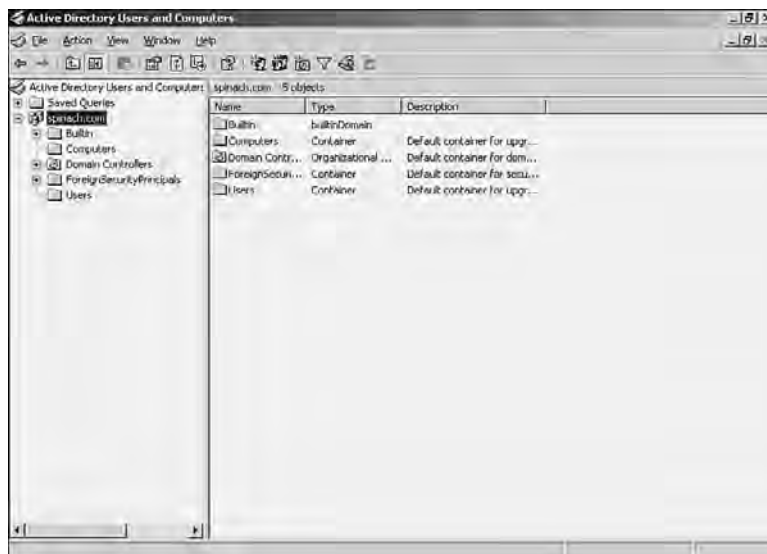 Active Directory Users and Computers
File Action View Window Help
Active Directory Users and Computers spinach.com 5 objects
Saved Queries
spinach.com
Builtin
Computers
Domain Controllers
ForeignSecurityPrincipals
Users
Name Type Description
Builtin builtinDomain
Computers Container Default container for upgr...
Domain Contr... Organizational ... Default container for dom...
ForeignSecuri... Container Default container for secu...
Users Container Default container for upgr...